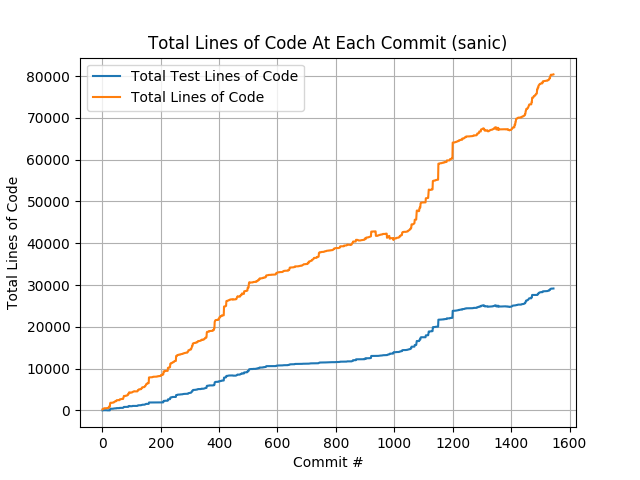 Total Lines of Code At Each Commit (sanic)
Total Test Lines of Code
Total Lines of Code
Total Lines of Code
80000
70000
60000
50000
40000
30000
20000
10000
0
0 200 400 600 800 1000 1200 1400 1600
Commit #